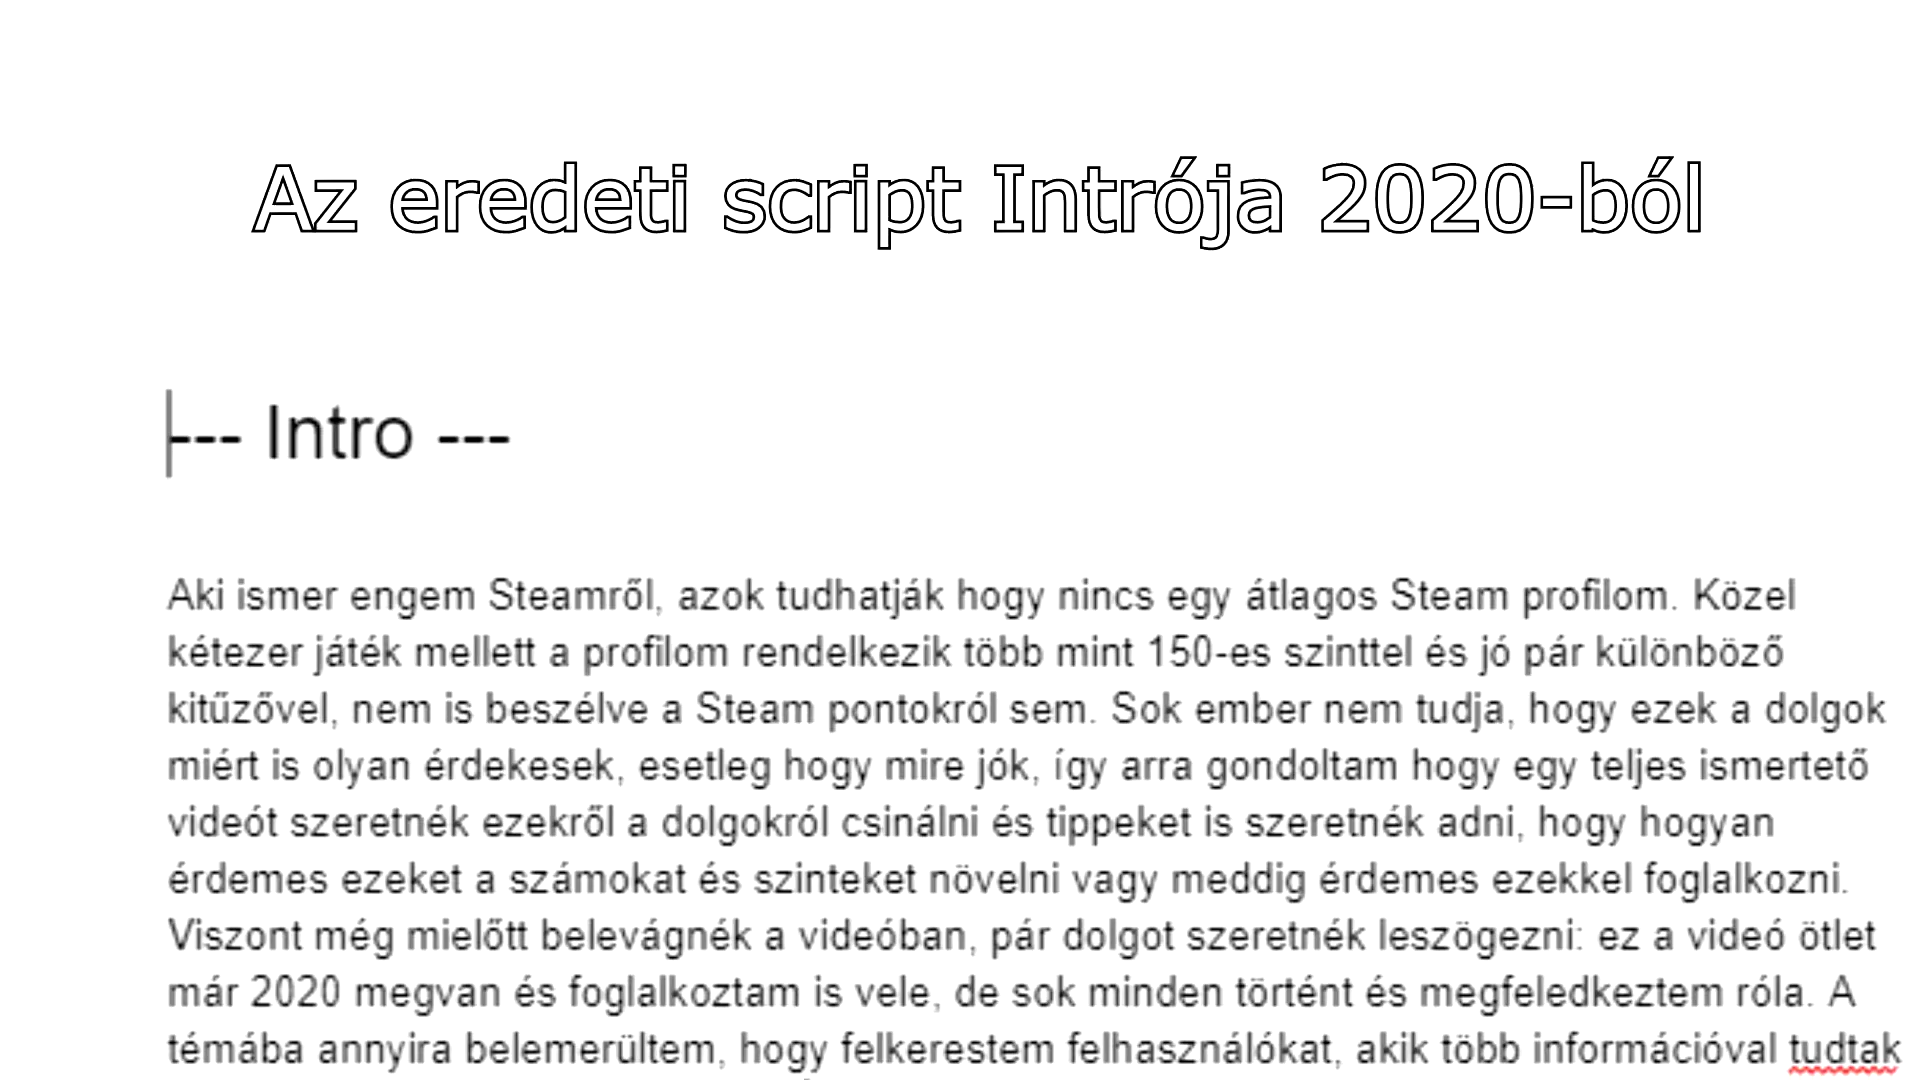 Az eredeti script Intrója 2020-ból
--- Intro ---
Aki ismer engem Steamről, azok tudhatják hogy nincs egy átlagos Steam profilom. Közel
kétezer játék mellett a profilom rendelkezik több mint 150-es szinttel és jó pár különböző
kitűzővel, nem is beszélve a Steam pontokról sem. Sok ember nem tudja, hogy ezek a dolgok
miért is olyan érdekesek, esetleg hogy mire jók, így arra gondoltam hogy egy teljes ismertető
videót szeretnék ezekről a dolgokról csinálni és tippeket is szeretnék adni, hogy hogyan
érdemes ezeket a számokat és szinteket növelni vagy meddig érdemes ezekkel foglalkozni.
Viszont még mielőtt belevágnék a videóban, pár dolgot szeretnék leszögezni: ez a videó ötlet
már 2020 megvan és foglalkoztam is vele, de sok minden történt és megfeledkeztem róla. A
témába annyira belemerültem, hogy felkerestem felhasználókat, akik több információval tudtak